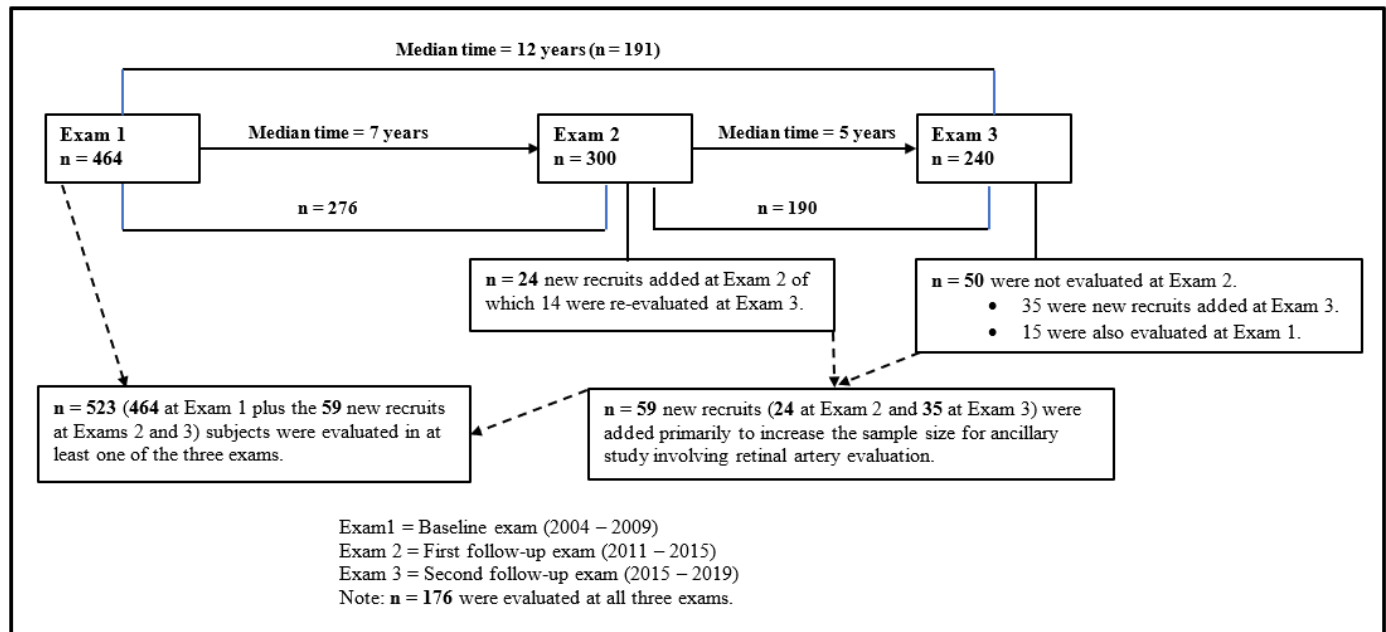 Median time = 12 years (n = 191)
Exam 1
n = 464
Median time = 7 years
Exam 2
n = 300
Median time = 5 years
Exam 3
n = 240
n = 276
n = 190
n = 24 new recruits added at Exam 2 of
which 14 were re-evaluated at Exam 3.
n = 50 were not evaluated at Exam 2.
• 35 were new recruits added at Exam 3.
• 15 were also evaluated at Exam 1.
n = 523 (464 at Exam 1 plus the 59 new recruits
at Exams 2 and 3) subjects were evaluated in at
least one of the three exams.
n = 59 new recruits (24 at Exam 2 and 35 at Exam 3) were
added primarily to increase the sample size for ancillary
study involving retinal artery evaluation.
Exam1 = Baseline exam (2004 – 2009)
Exam 2 = First follow-up exam (2011 – 2015)
Exam 3 = Second follow-up exam (2015 – 2019)
Note: n = 176 were evaluated at all three exams.